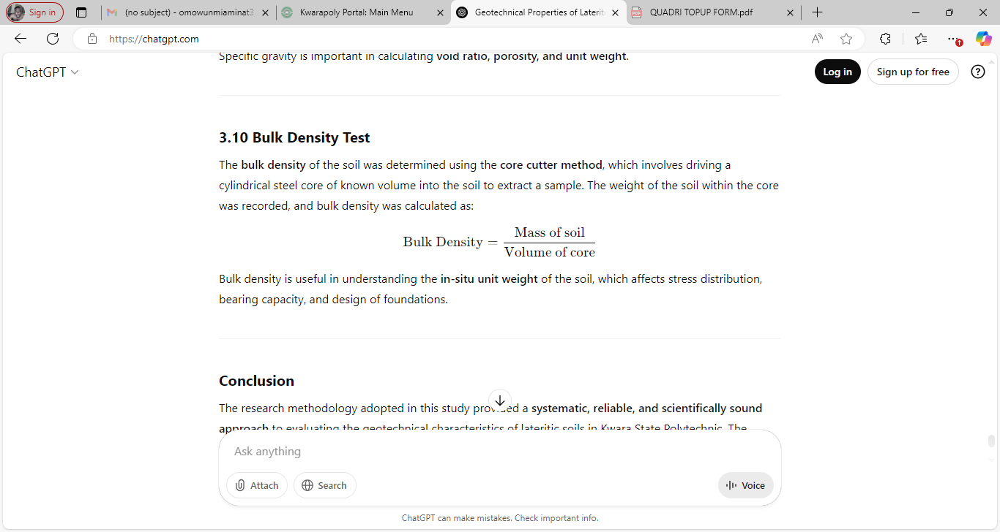 Sign in
(no subject) - omowunmiaminat3
Kwarapoly Portal: Main Menu
Geotechnical Properties of Laterit
QUADRI TOPUP FORM.pdf
https://chatgpt.com
ChatGPT
Log in
Sign up for free
Specific gravity is important in calculating void ratio, porosity, and unit weight.
3.10 Bulk Density Test
The bulk density of the soil was determined using the core cutter method, which involves driving a
cylindrical steel core of known volume into the soil to extract a sample. The weight of the soil within the core
was recorded, and bulk density was calculated as:
Bulk Density = Mass of soil
Volume of core
Bulk density is useful in understanding the in-situ unit weight of the soil, which affects stress distribution,
bearing capacity, and design of foundations.
Conclusion
The research methodology adopted in this study provided a systematic, reliable, and scientifically sound
approach to evaluating the geotechnical characteristics of lateritic soils in Kwara State Polytechnic. The
Ask anything
Attach
Search
Voice
ChatGPT can make mistakes. Check important info.